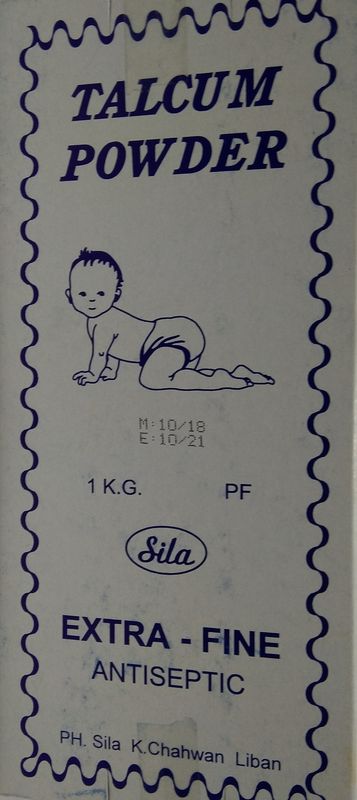 TALCUM
POWDER
M:10/18
E:10/21
1 K.G. PF
Sila
EXTRA - FINE
ANTISEPTIC
PH. Sila K.Chahwan Liban